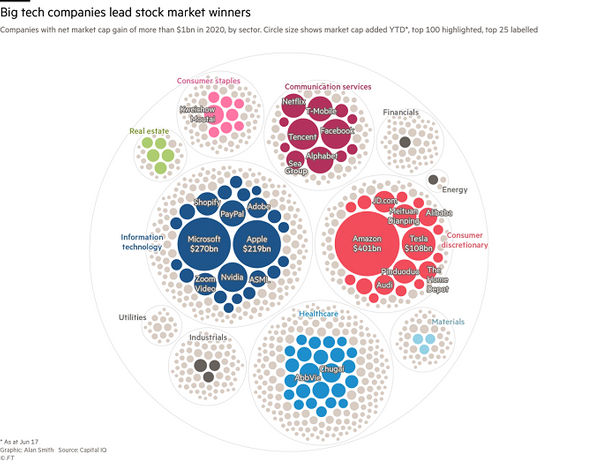 Big tech companies lead stock market winners
Companies with net market cap gain of more than $1bn in 2020, by sector. Circle size shows market cap added YTD*, top 100 highlighted, top 25 labelled
Consumer staples
Kweichow
Moutai
Communication services
Netflix
T-Mobile
Facebook
Tencent
Alphabet
Sea
Group
Financials
Real estate
Energy
Information
technology
Shopify
PayPal
Adobe
Microsoft
$270bn
Apple
$219bn
Zoom
Video
Nvidia
ASML
JD.com
Meituan
Dianping
Alibaba
Amazon
$401bn
Tesla
$108bn
Consumer
discretionary
Pinduoduo
The
Home
Depot
Audi
Utilities
Industrials
Healthcare
Chugai
AbbVie
Materials
* As at Jun 17
Graphic: Alan Smith Source: Capital IQ
© FT